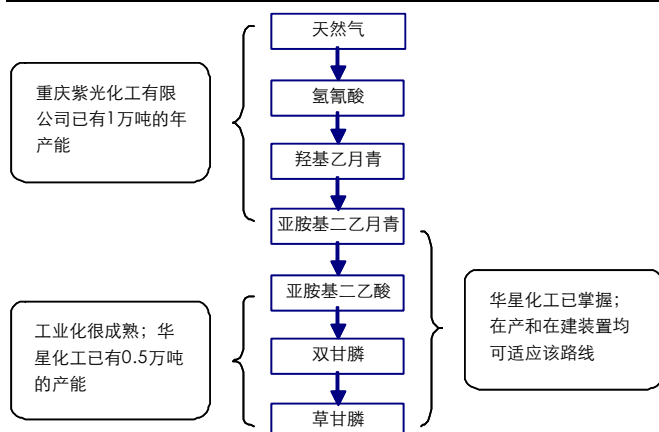 天然气
重庆紫光化工有限
公司已有1万吨的年
产能
氢氰酸
羟基乙月青
亚胺基二乙月青
亚胺基二乙酸
华星化工已掌握；
在产和在建装置均
可适应该路线
工业化很成熟；华
星化工已有0.5万吨
的产能
双甘膦
草甘膦